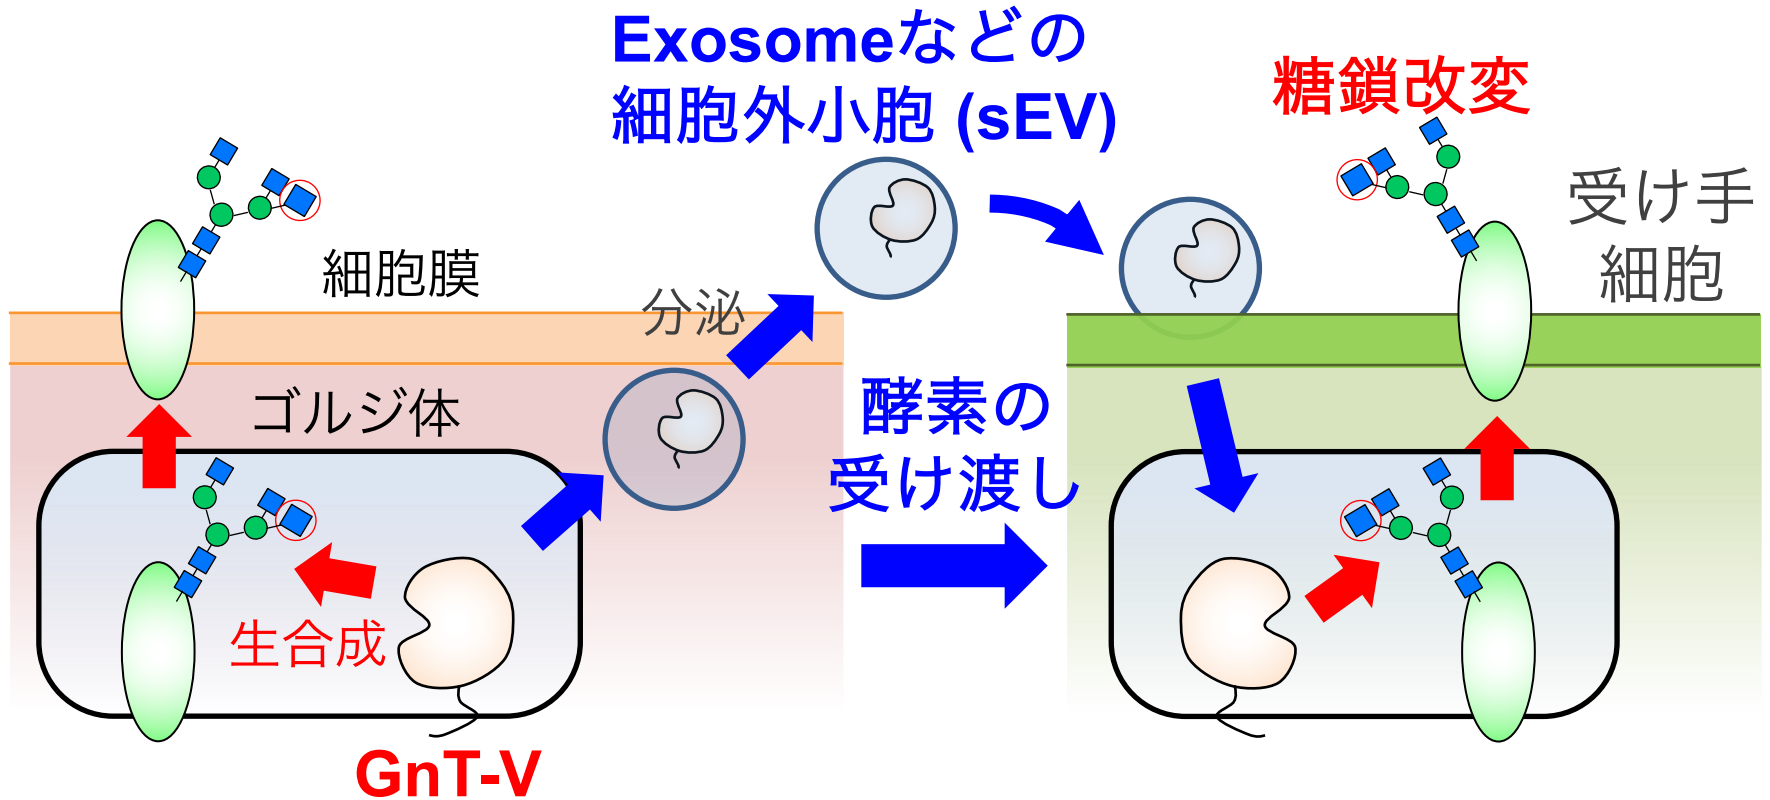 Exosomeなどの
細胞外小胞 (sEV)
糖鎖改変
受け手
細胞
細胞膜
分泌
ゴルジ体
酵素の
受け渡し
生合成
GnT-V